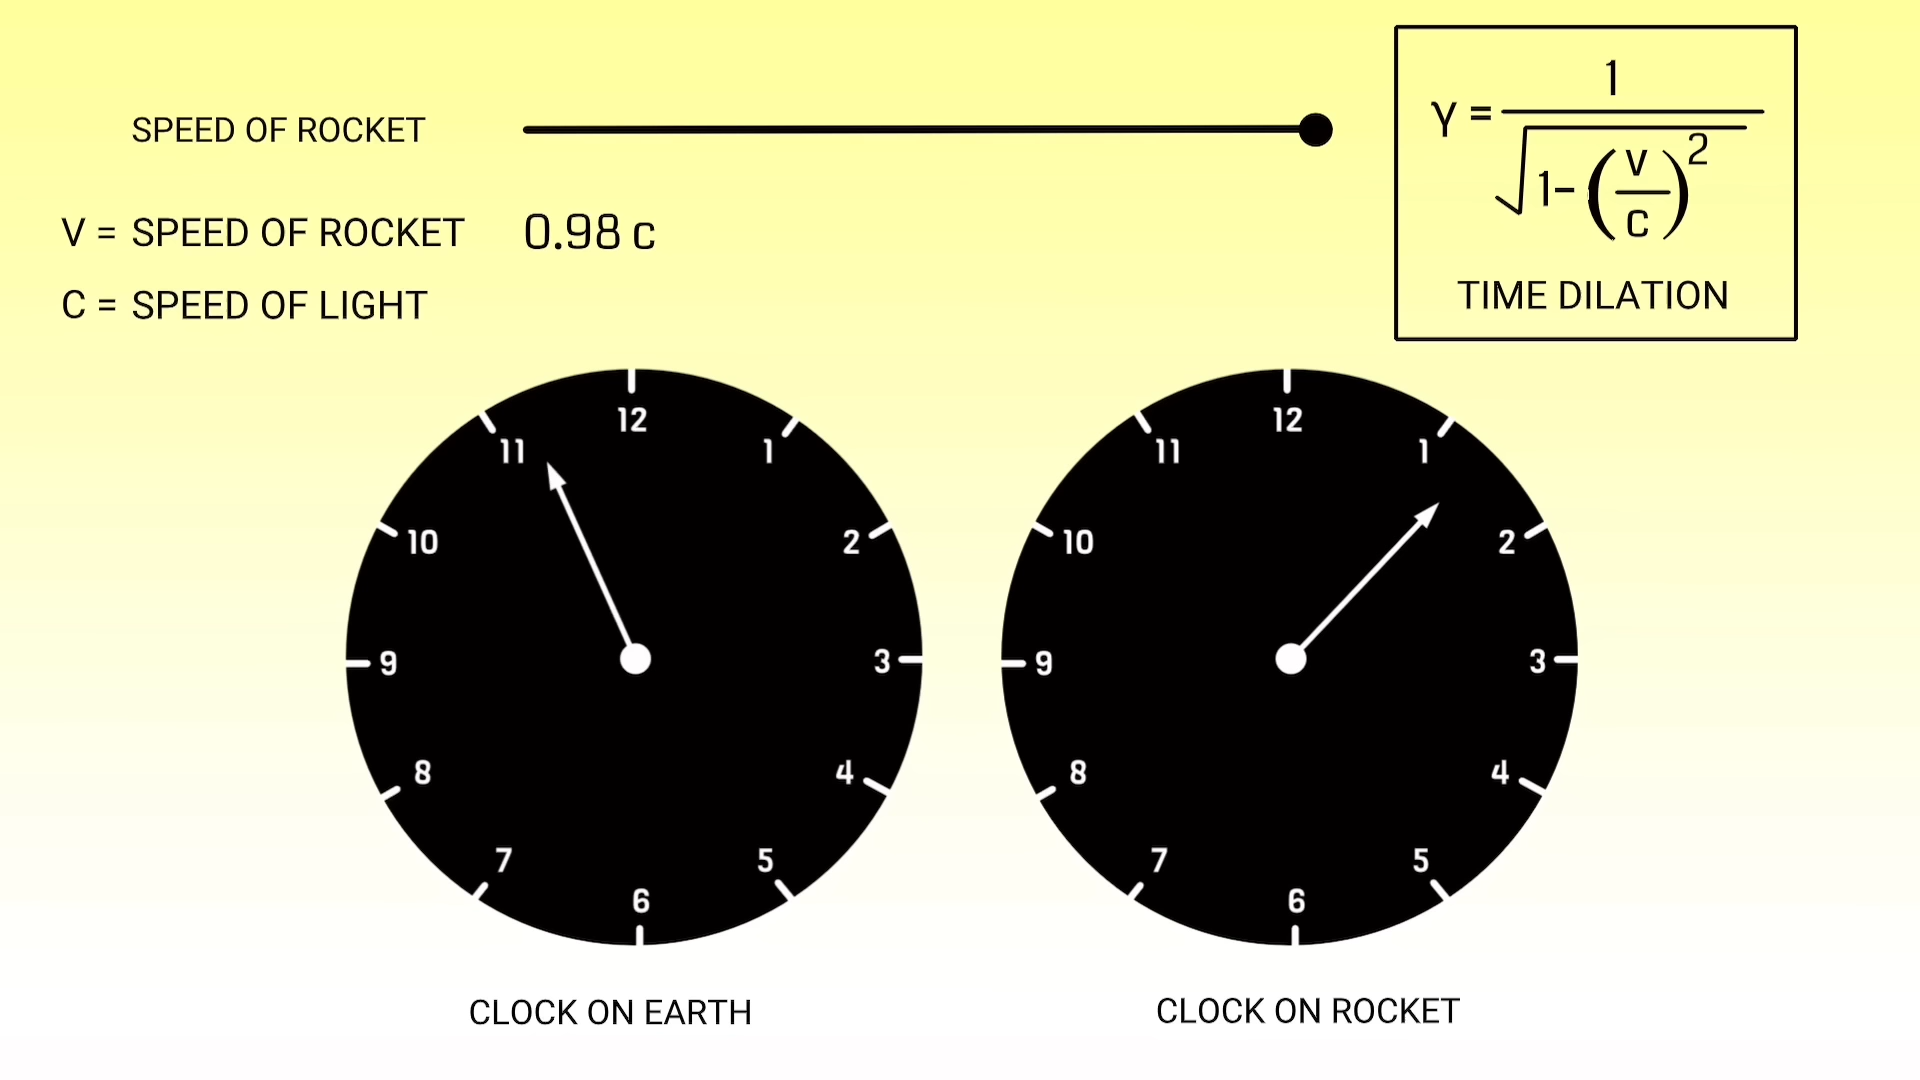 SPEED OF ROCKET
V = SPEED OF ROCKET 0.98 c
C = SPEED OF LIGHT
γ = 1 / √1-(v/c)²
TIME DILATION
12
11 1
10 2
9 3
8 4
7 5
6
CLOCK ON EARTH
12
11 1
10 2
9 3
8 4
7 5
6
CLOCK ON ROCKET